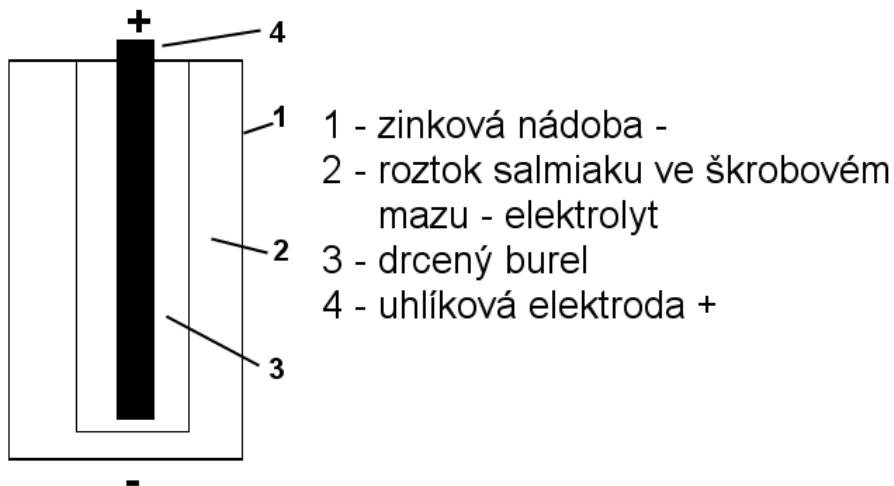 +
4
1
2
3
-
1 - zinková nádoba -
2 - roztok salmiaku ve škrobovém
mazu - elektrolyt
3 - drcený burel
4 - uhlíková elektroda +